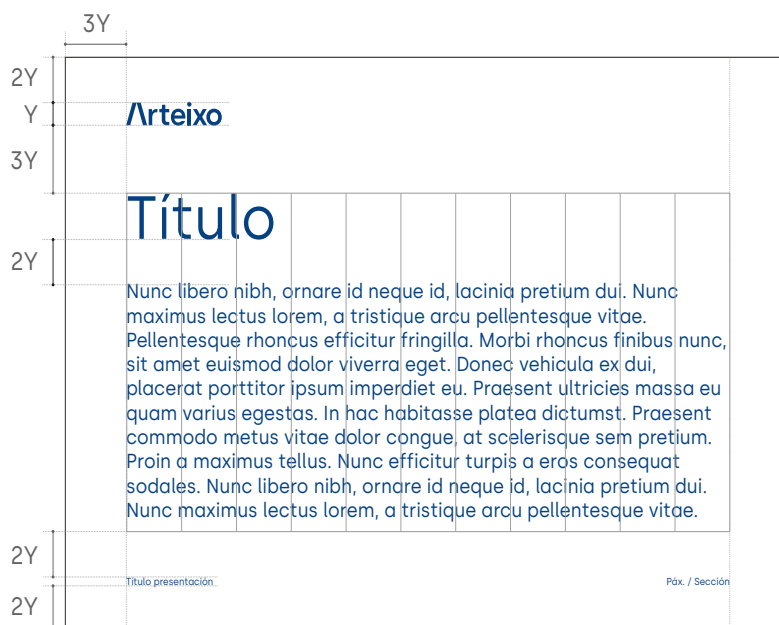 3Y
2Y
Y
Arteixo
3Y
Título
2Y
Nunc libero nibh, ornare id neque id, lacinia pretium dui. Nunc
maximus lectus lorem, a tristique arcu pellentesque vitae.
Pellentesque rhoncus efficitur fringilla. Morbi rhoncus finibus nunc,
sit amet euismod dolor viverra eget. Donec vehicula ex dui,
placerat porttitor ipsum imperdiet eu. Praesent ultricies massa eu
quam varius egestas. In hac habitasse platea dictumst. Praesent
commodo metus vitae dolor congue, at scelerisque sem pretium.
Proin a maximus tellus. Nunc efficitur turpis a eros consequat
sodales. Nunc libero nibh, ornare id neque id, lacinia pretium dui.
Nunc maximus lectus lorem, a tristique arcu pellentesque vitae.
2Y
Título presentación
Páx. / Sección
2Y